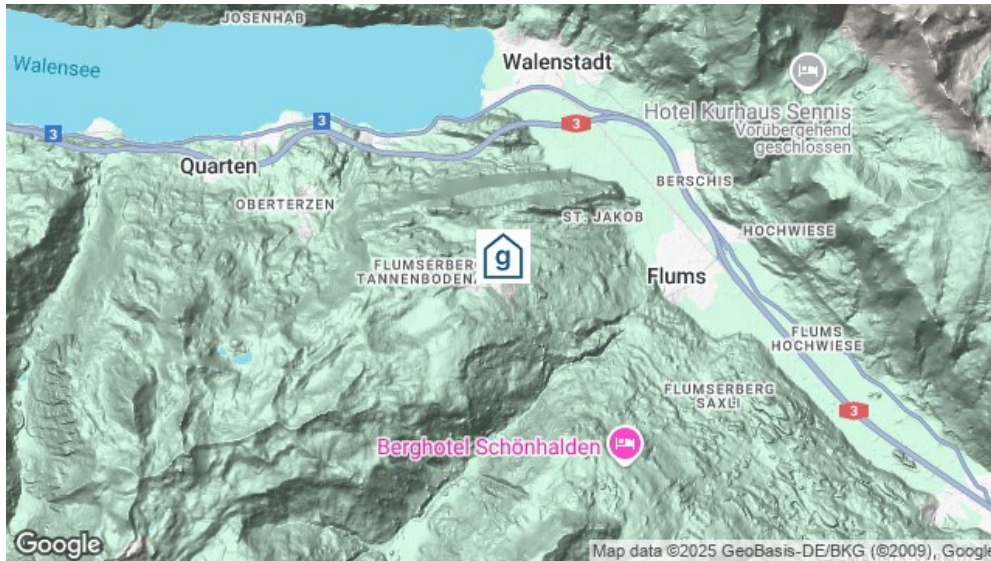 JOSENHAB
Walensee
Walenstadt
3
3
3
Hotel Kurhaus Sennis
Vorübergehend
geschlossen
Quarten
BERSCHIS
OBERTERZEN
ST. JAKOB
HOCHWIESE
g
FLUMSERBERG
TANNENBODENA
Flums
FLUMS
HOCHWIESE
FLUMSERBERG
SAXLI
3
Berghotel Schönhalden
Google
Map data ©2025 GeoBasis-DE/BKG (©2009), Google